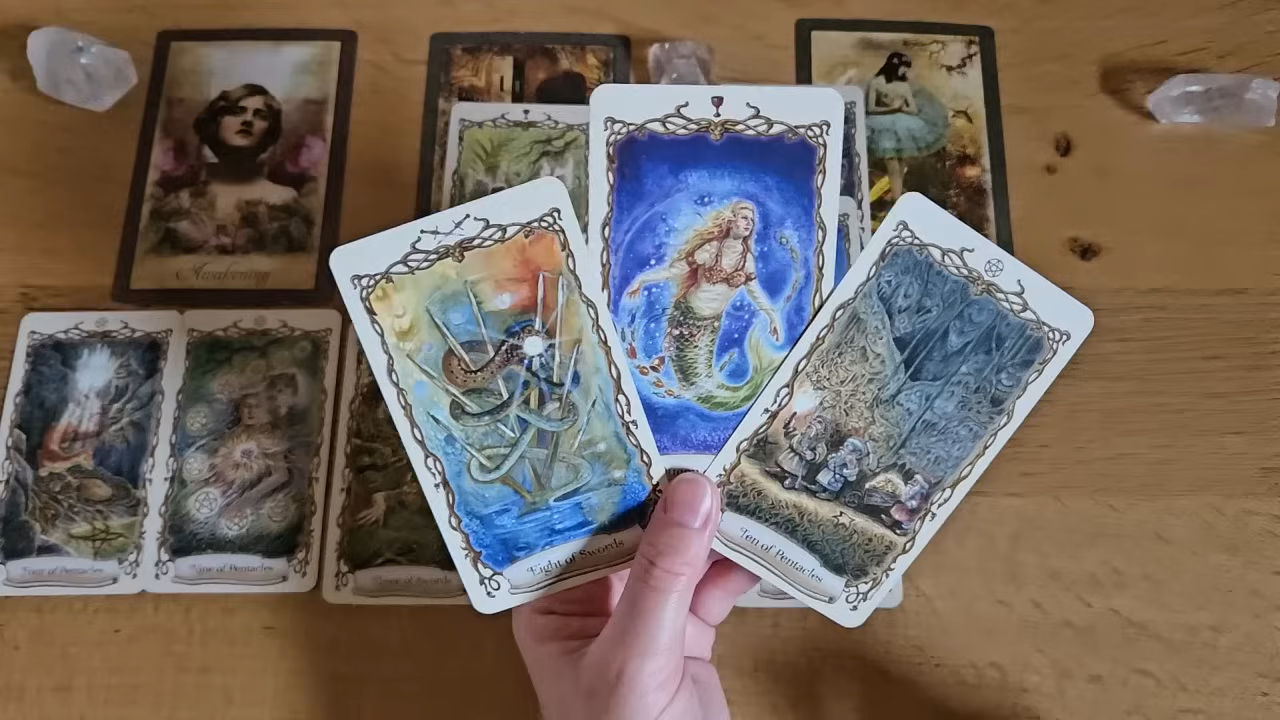 Awakening
Four of Pentacles
Nine of Pentacles
Eight of Swords
Ten of Pentacles